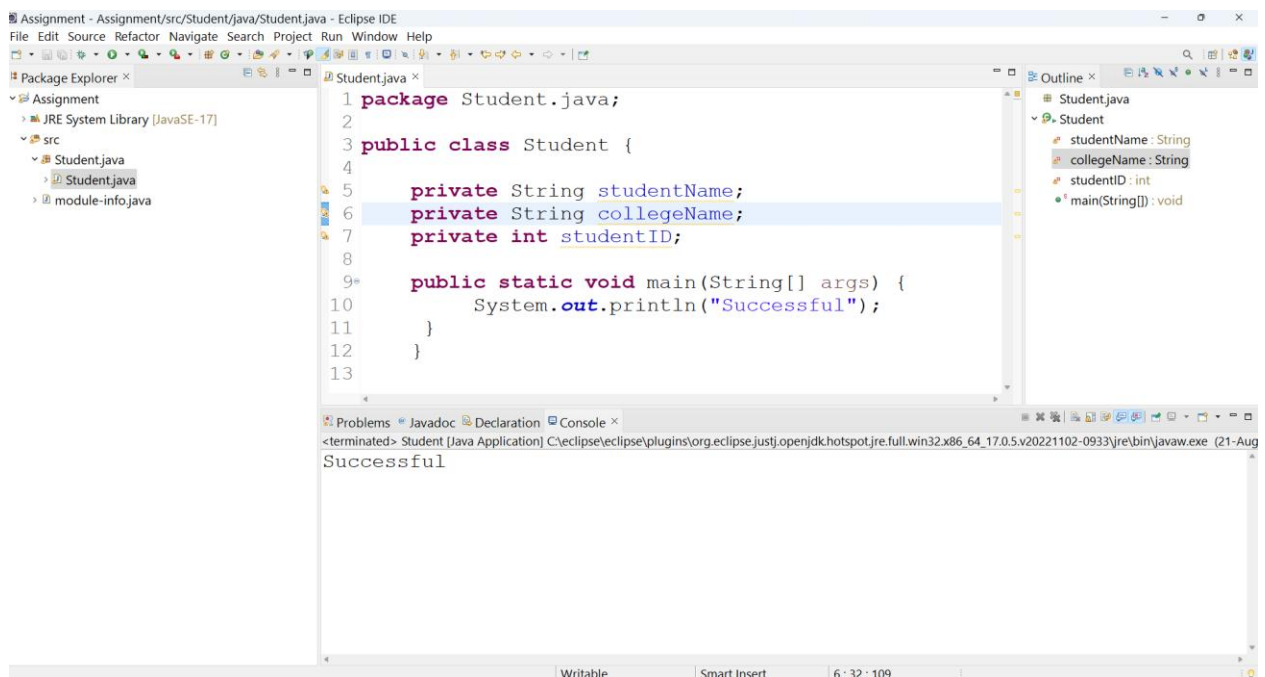 Assignment - Assignment/src/Student/java/Student.java - Eclipse IDE
File Edit Source Refactor Navigate Search Project Run Window Help
Package Explorer ×
Assignment
JRE System Library [JavaSE-17]
src
Student.java
Student.java
module-info.java
Student.java ×
1 package Student.java;
2
3 public class Student {
4
5 private String studentName;
6 private String collegeName;
7 private int studentID;
8
9 public static void main(String[] args) {
10 System.out.println("Successful");
11 }
12 }
13
Outline ×
Student.java
Student
studentName : String
collegeName : String
studentID : int
main(String[]) : void
Problems Javadoc Declaration Console ×
<terminated> Student [Java Application] C:\eclipse\eclipse\plugins\org.eclipse.justj.openjdk.hotspot.jre.full.win32.x86_64_17.0.5.v20221102-0933\jre\bin\javaw.exe (21-Aug
Successful
Writable Smart Insert 6 : 32 : 109